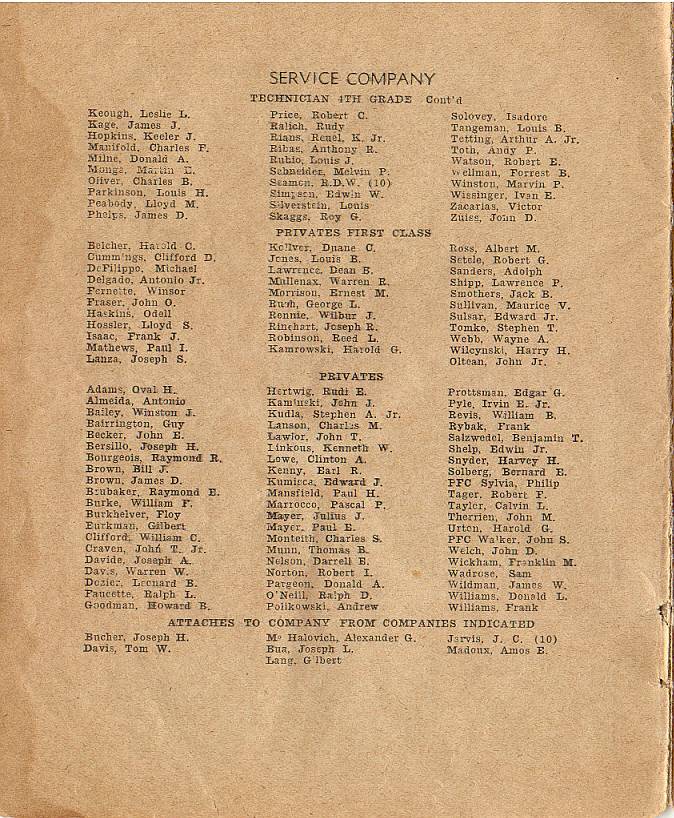 SERVICE COMPANY
TECHNICIAN 4TH GRADE Cont'd
Keough, Leslie L.
Kage, James J.
Hopkins, Keeler J.
Manifold, Charles F.
Milne, Donald A.
Monge, Martin
Oliver, Charles B.
Parkinson, Louis H.
Peabody, Lloyd M.
Phelps, James D.
Price, Robert C.
Ralich, Rudy
Rians, Reuel, K. Jr.
Ribas, Anthony R.
Rubio, Louis J.
Schneider, Melvin P.
Seamen, R.D.W. (10)
Simpson, Edwin W.
Silverstein, Louis
Skaggs, Roy G.
Solovey, Isadore
Tangeman, Louis B.
Tetting, Arthur A. Jr.
Toth, Andy P.
Watson, Robert E.
Wellman, Forrest B.
Winston, Marvin P.
Wissinger, Ivan E.
Zacarias, Victor
Zuiss, John D.
PRIVATES FIRST CLASS
Belcher, Harold C.
Cummings, Clifford D.
DeFilippo, Michael
Delgado, Antonio Jr.
Fernette, Winsor
Fraser, John O.
Haskins, Odell
Hossler, Lloyd S.
Isaac, Frank J.
Mathews, Paul I.
Lanza, Joseph S.
Kollver, Duane C.
Jones, Louis B.
Lawrence, Dean B.
Mullenax, Warren R.
Morrison, Ernest M.
Rush, George L.
Rennie, Wilbur J.
Rinehart, Joseph R.
Robinson, Reed L.
Kamrowski, Harold G.
Ross, Albert M.
Setele, Robert G.
Sanders, Adolph
Shipp, Lawrence P.
Smothers, Jack B.
Sullivan, Maurice V.
Sulsar, Edward Jr.
Tomko, Stephen T.
Webb, Wayne A.
Wilcynski, Harry H.
Oltean, John Jr.
PRIVATES
Adams, Oval H.
Almeida, Antonio
Bailey, Winston J.
Bairrington, Guy
Becker, John E.
Bersillo, Joseph H.
Bourgeois, Raymond R.
Brown, Bill J.
Brown, James D.
Brubaker, Raymond E.
Burke, William F.
Burkhelver, Floy
Burkman, Gilbert
Clifford, William C.
Craven, John T. Jr.
Davide, Joseph A.
Davis, Warren W.
Dozier, Leonard B.
Faucette, Ralph L.
Goodman, Howard B.
Hertwig, Rudi E.
Kaminski, John J.
Kudla, Stephen A. Jr.
Lanson, Charles M.
Lawlor, John T.
Linkous, Kenneth W.
Lowe, Clinton A.
Kenny, Earl R.
Kumisca, Edward J.
Mansfield, Paul H.
Marrocco, Pascal P.
Mayer, Julius J.
Mayer, Paul E.
Monteith, Charles S.
Munn, Thomas B.
Nelson, Darrell B.
Norton, Robert I.
Pargeon, Donald A.
O'Neill, Ralph D.
Polikowski, Andrew
Prottsman, Edgar G.
Pyle, Irvin E. Jr.
Revis, William B.
Rybak, Frank
Salzwedel, Benjamin T.
Shelp, Edwin Jr.
Snyder, Harvey H.
Solberg, Bernard E.
PFC Sylvia, Philip
Tager, Robert F.
Taylor, Calvin L.
Therrien, John M.
Urton, Harold G.
PFC Walker, John S.
Welch, John D.
Wickham, Franklin M.
Wadrose, Sam
Wildman, James W.
Williams, Donald L.
Williams, Frank
ATTACHES TO COMPANY FROM COMPANIES INDICATED
Bucher, Joseph H.
Davis, Tom W.
Mc Halovich, Alexander G.
Bua, Joseph L.
Lang, Gilbert
Jarvis, J. C. (10)
Madoux, Amos E.